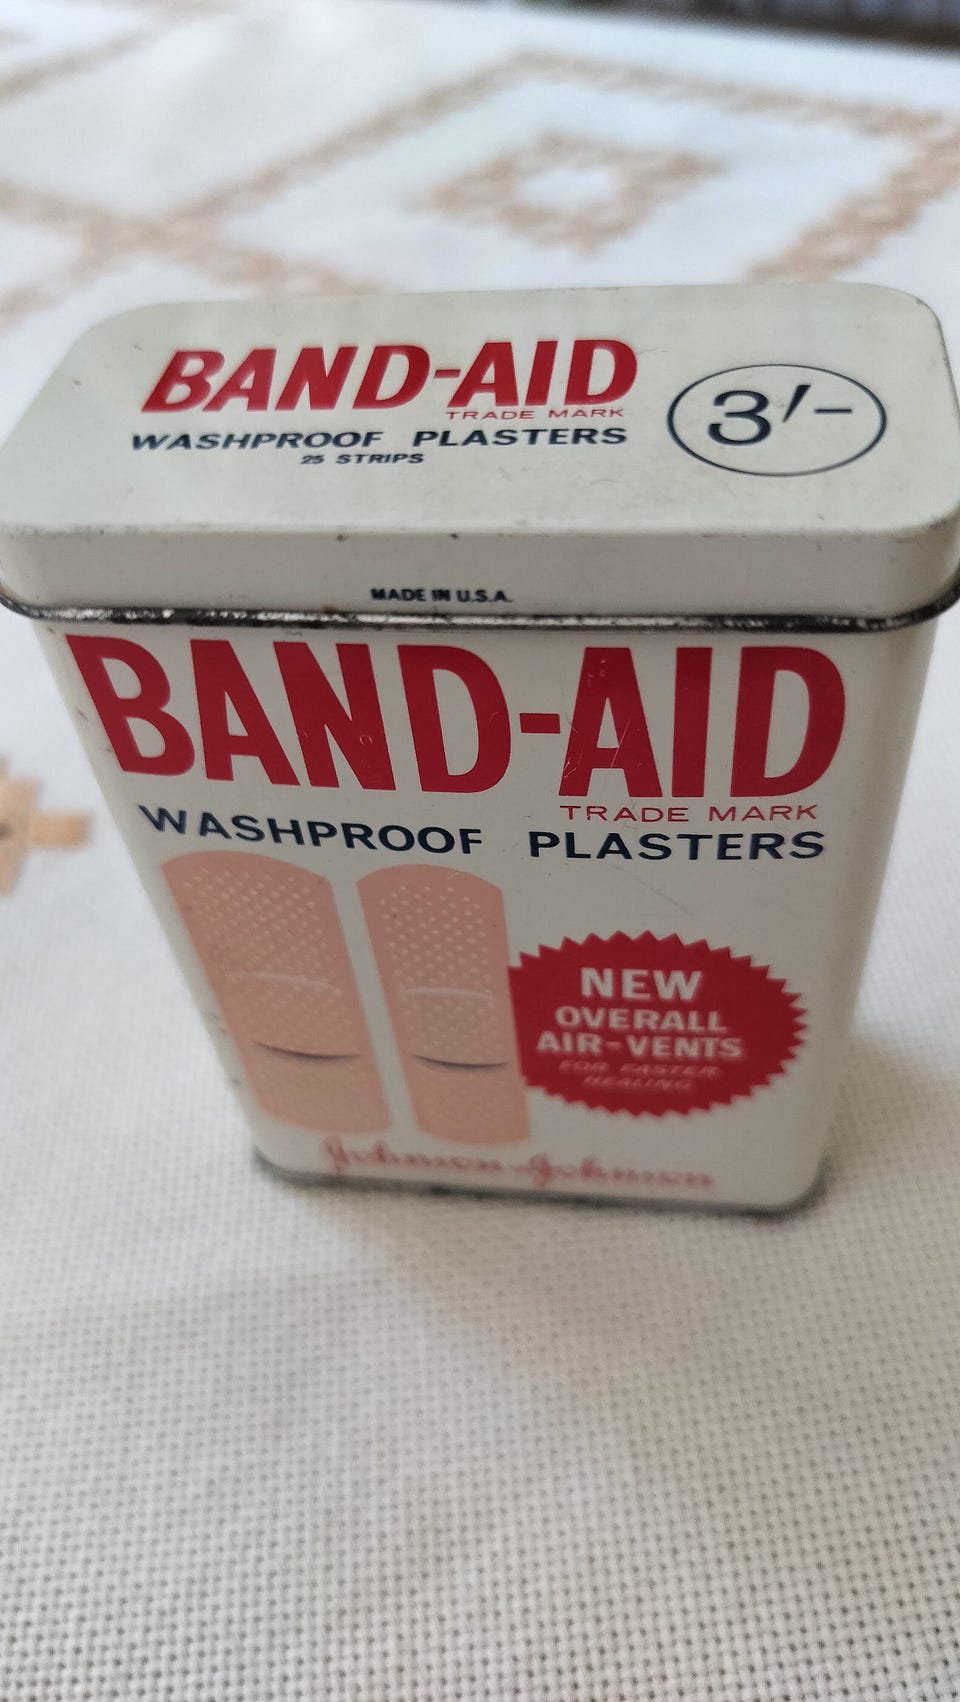 BAND-AID
TRADE MARK
WASHPROOF PLASTERS
25 STRIPS
3/-
MADE IN U.S.A.
BAND-AID
TRADE MARK
WASHPROOF PLASTERS
NEW
OVERALL
AIR-VENTS
FOR FASTER
HEALING
Johnson & Johnson